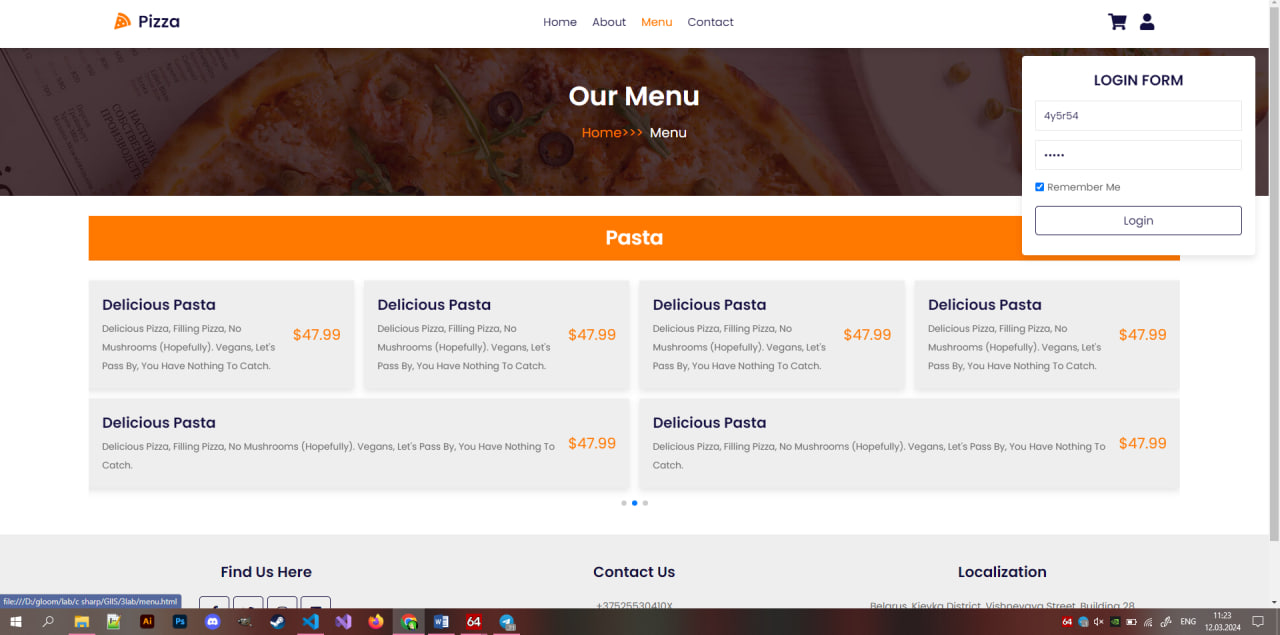 Pizza
Home About Menu Contact
Our Menu
Home>>> Menu
LOGIN FORM
4y5r54
•••••
Remember Me
Login
Pasta
Delicious Pasta
Delicious Pizza, Filling Pizza, No
Mushrooms (Hopefully). Vegans, Let's
Pass By, You Have Nothing To Catch.
$47.99
Delicious Pasta
Delicious Pizza, Filling Pizza, No
Mushrooms (Hopefully). Vegans, Let's
Pass By, You Have Nothing To Catch.
$47.99
Delicious Pasta
Delicious Pizza, Filling Pizza, No
Mushrooms (Hopefully). Vegans, Let's
Pass By, You Have Nothing To Catch.
$47.99
Delicious Pasta
Delicious Pizza, Filling Pizza, No
Mushrooms (Hopefully). Vegans, Let's
Pass By, You Have Nothing To Catch.
$47.99
Delicious Pasta
Delicious Pizza, Filling Pizza, No Mushrooms (Hopefully). Vegans, Let's Pass By, You Have Nothing To
Catch.
$47.99
Delicious Pasta
Delicious Pizza, Filling Pizza, No Mushrooms (Hopefully). Vegans, Let's Pass By, You Have Nothing To
Catch.
$47.99
Find Us Here
Contact Us
+37525530410X
Localization
Belarus, Kievka District, Vishnevaya Street, Building 28
file:///D:/gloom/lab/c sharp/GIIS/3lab/menu.html
Ai
Ps
64
64
ENG
11:23
12.03.2024